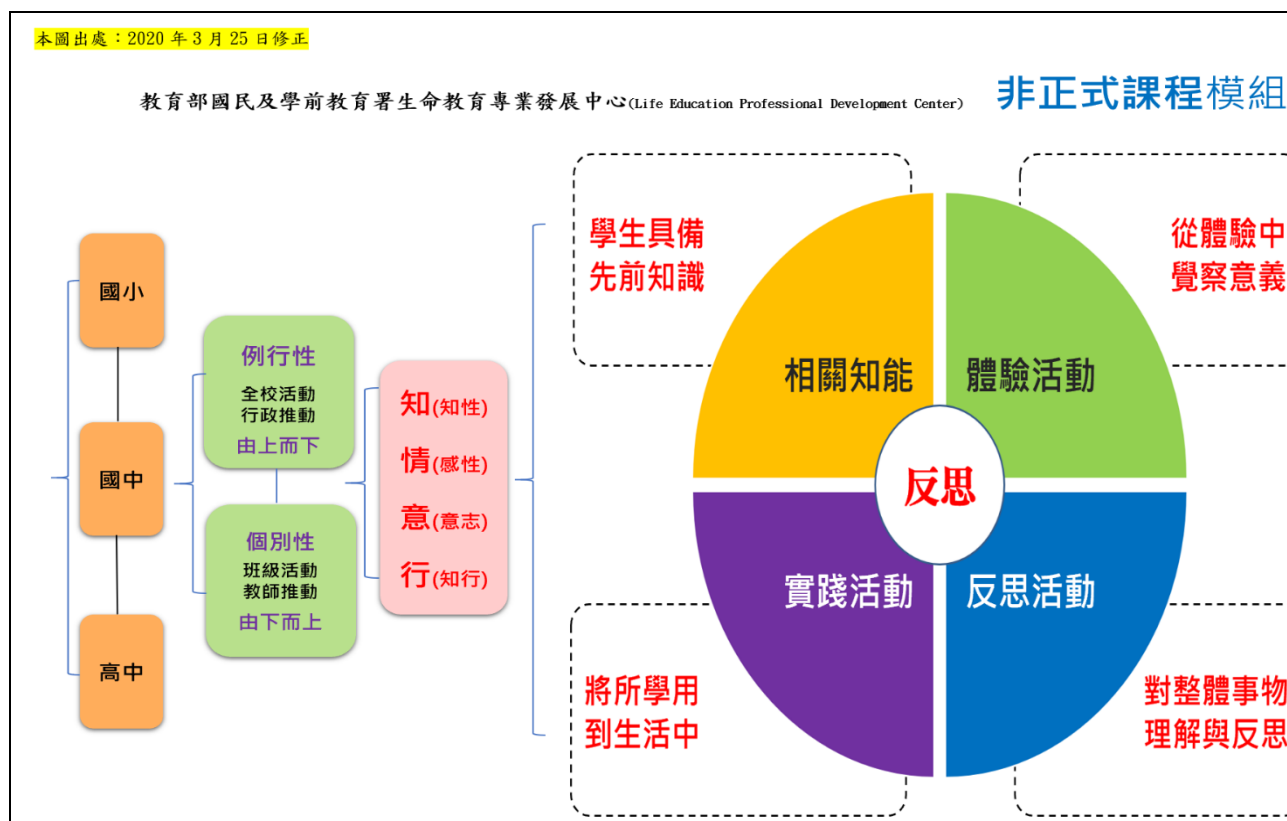 本圖出處：2020 年 3 月 25 日修正
教育部國民及學前教育署生命教育專業發展中心(Life Education Professional Development Center)
非正式課程模組
國小
國中
高中
例行性
全校活動
行政推動
由上而下
個別性
班級活動
教師推動
由下而上
知(知性)
情(感性)
意(意志)
行(知行)
學生具備
先前知識
從體驗中
覺察意義
相關知能
體驗活動
反思
實踐活動
反思活動
將所學用
到生活中
對整體事物
理解與反思